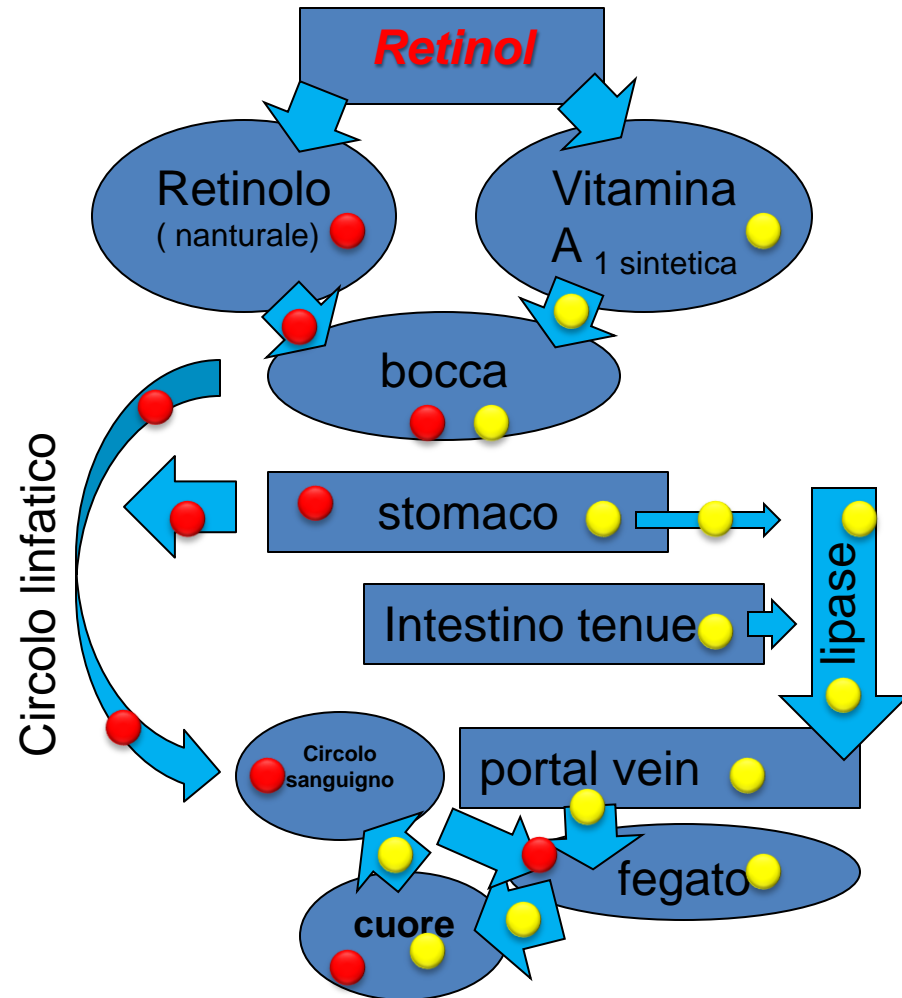 Retinol
Retinolo
( nanturale)
Vitamina
A 1 sintetica
bocca
Circolo linfatico
stomaco
Intestino tenue
lipase
Circolo
sanguigno
portal vein
fegato
cuore